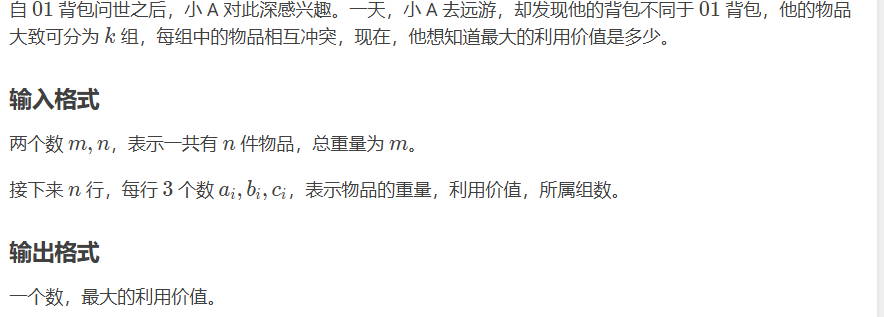 自 01 背包问世之后，小 A 对此深感兴趣。一天，小 A 去远游，却发现他的背包不同于 01 背包，他的物品
大致可分为 k 组，每组中的物品相互冲突，现在，他想知道最大的利用价值是多少。
输入格式
两个数 m, n，表示一共有 n 件物品，总重量为 m。
接下来 n 行，每行 3 个数 a_i, b_i, c_i，表示物品的重量，利用价值，所属组数。
输出格式
一个数，最大的利用价值。